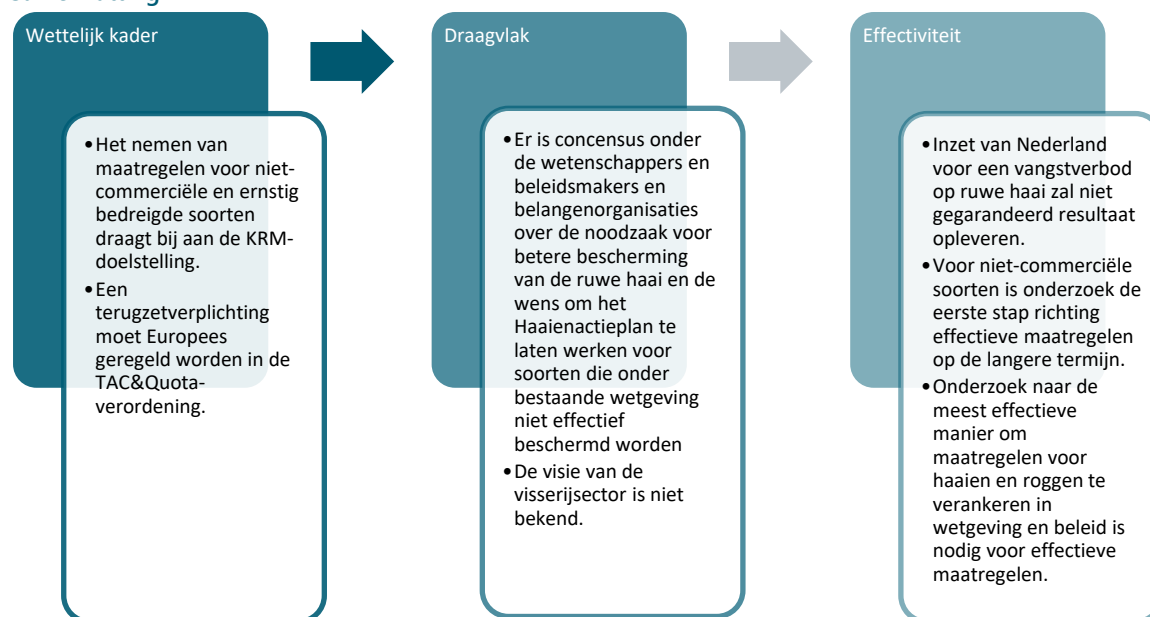 Wettelijk kader
•Het nemen van
maatregelen voor niet-
commerciële en ernstig
bedreigde soorten
draagt bij aan de KRM-
doelstelling.
•Een
terugzetverplichting
moet Europees
geregeld worden in de
TAC&Quota-
verordening.
Draagvlak
•Er is concensus onder
de wetenschappers en
beleidsmakers en
belangenorganisaties
over de noodzaak voor
betere bescherming
van de ruwe haai en de
wens om het
Haaienactieplan te
laten werken voor
soorten die onder
bestaande wetgeving
niet effectief
beschermd worden
•De visie van de
visserijsector is niet
bekend.
Effectiviteit
•Inzet van Nederland
voor een vangstverbod
op ruwe haai zal niet
gegarandeerd resultaat
opleveren.
•Voor niet-commerciële
soorten is onderzoek de
eerste stap richting
effectieve maatregelen
op de langere termijn.
•Onderzoek naar de
meest effectieve
manier om
maatregelen voor
haaien en roggen te
verankeren in
wetgeving en beleid is
nodig voor effectieve
maatregelen.